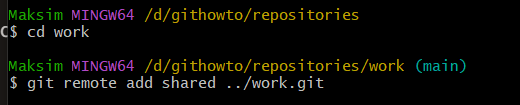 Maksim MINGW64 /d/githowto/repositories
$ cd work
Maksim MINGW64 /d/githowto/repositories/work (main)
$ git remote add shared ../work.git